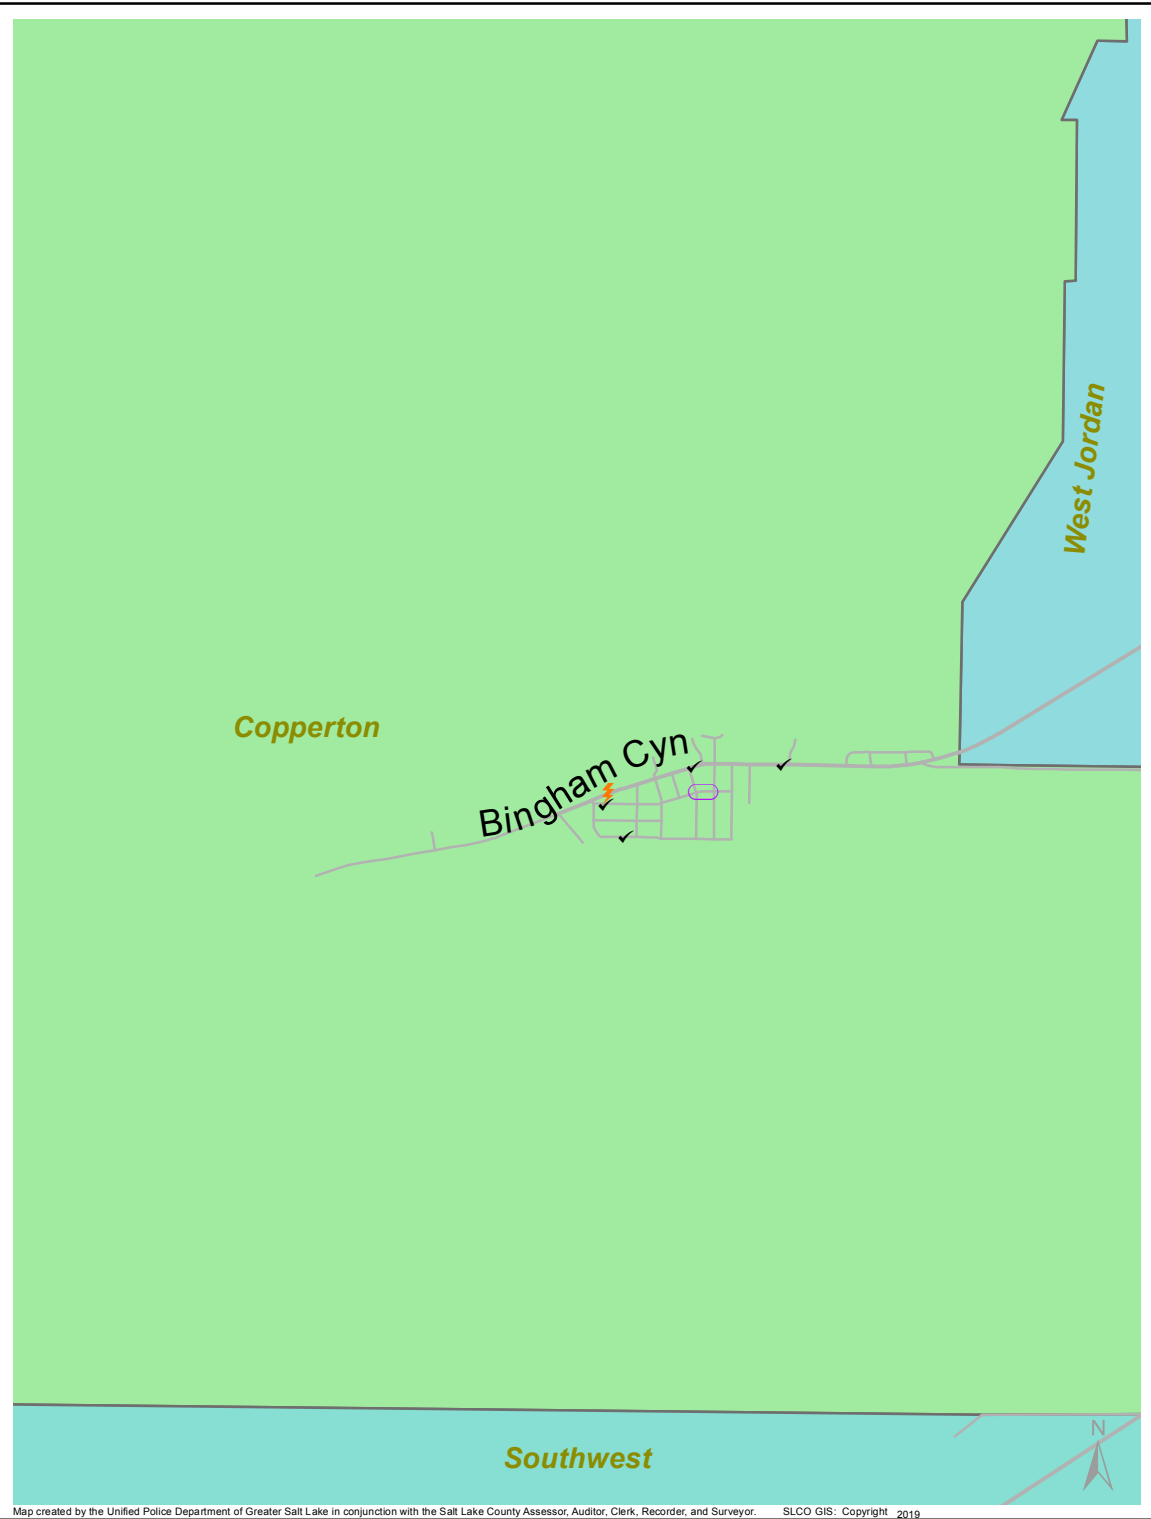 West Jordan
Copperton
Bingham Cyn
Southwest
N
Map created by the Unified Police Department of Greater Salt Lake in conjunction with the Salt Lake County Assessor, Auditor, Clerk, Recorder, and Surveyor. SLCO GIS: Copyright 2019